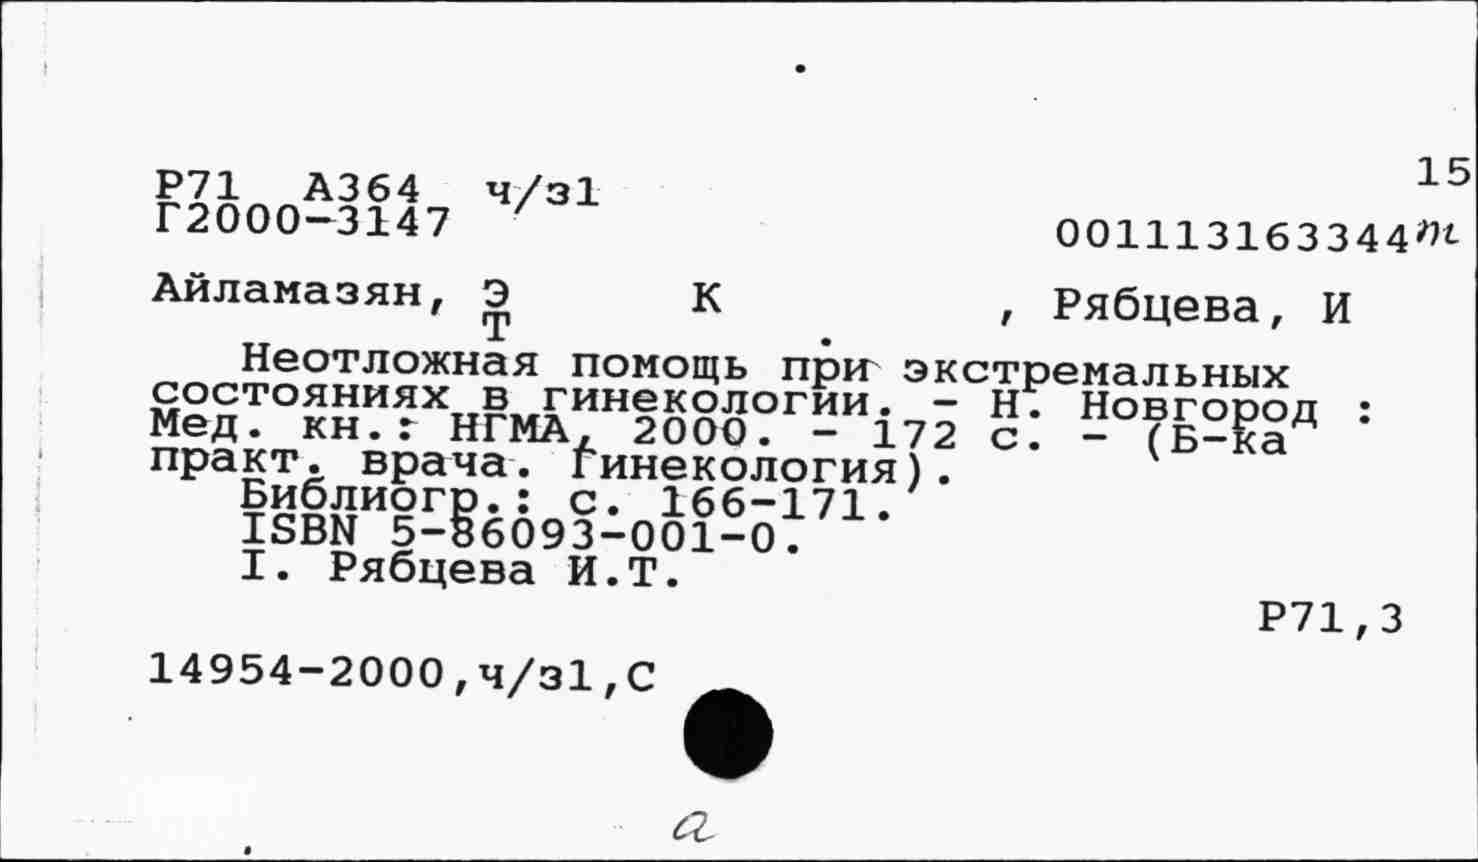 15
Р71 А364 ч/з1
Г2000-3147
001113163344т
Айламазян, Э К , Рябцева, И
Т .
Неотложная помощь при экстремальных
состояниях в гинекологии. - Н. Новгород :
Мед. кн.: НГМА, 2000. - 172 с. - (Б-ка
практ. врача. Гинекология).
Библиогр.: с. 166-171.
ISBN 5-86093-001-0.
I. Рябцева И.Т.
Р71,3
14954-2000,ч/з1,С
а